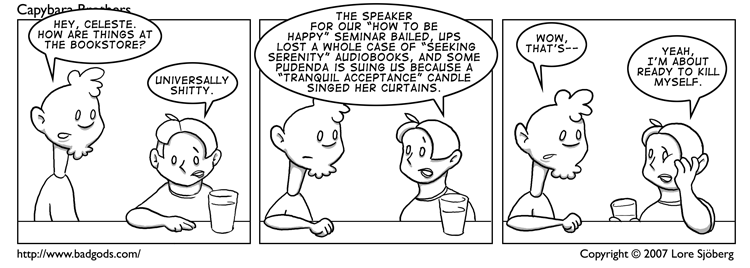 Capybara Brothers
HEY, CELESTE.
HOW ARE THINGS AT
THE BOOKSTORE?
UNIVERSALLY
SHITTY.
THE SPEAKER
FOR OUR "HOW TO BE
HAPPY" SEMINAR BAILED, UPS
LOST A WHOLE CASE OF "SEEKING
SERENITY" AUDIOBOOKS, AND SOME
PUDENDA IS SUING US BECAUSE A
"TRANQUIL ACCEPTANCE" CANDLE
SINGED HER CURTAINS.
WOW,
THAT'S--
YEAH,
I'M ABOUT
READY TO KILL
MYSELF.
http://www.badgods.com/
Copyright © 2007 Lore Sjöberg